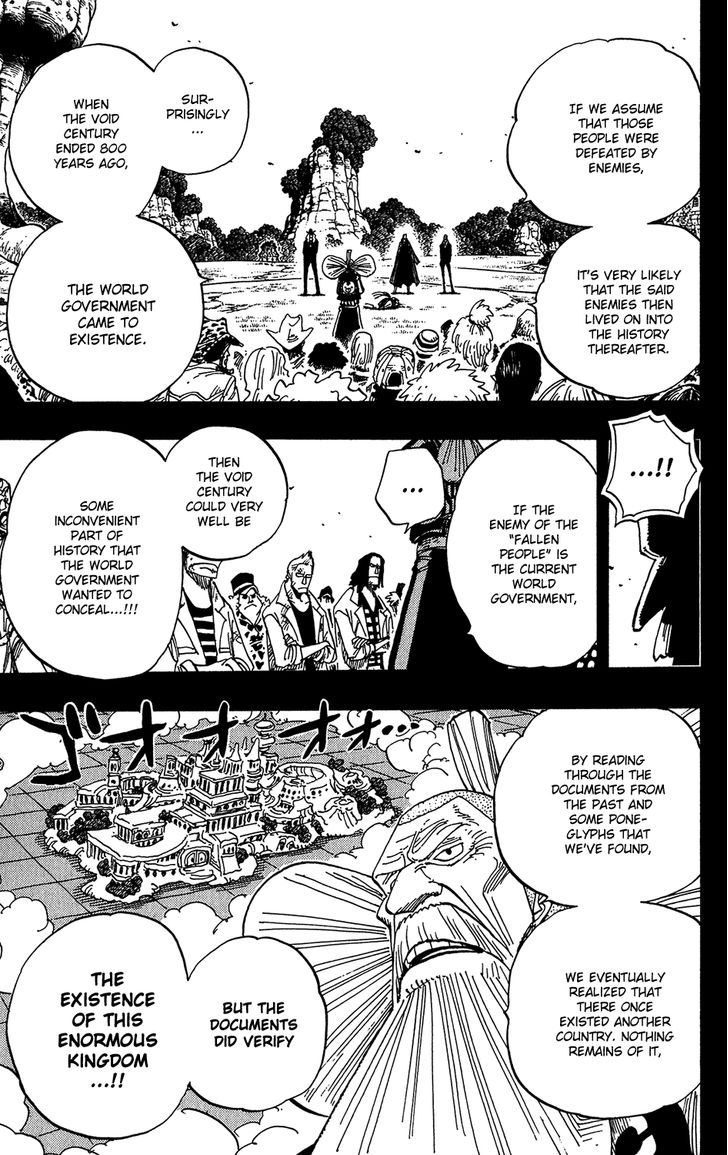 IF WE ASSUME
THAT THOSE
PEOPLE WERE
DEFEATED BY
ENEMIES,
IT'S VERY LIKELY
THAT THE SAID
ENEMIES THEN
LIVED ON INTO
THE HISTORY
THEREAFTER.
SUR-
PRISINGLY
...
WHEN
THE VOID
CENTURY
ENDED 800
YEARS AGO,
THE WORLD
GOVERNMENT
CAME TO
EXISTENCE.
...!!
IF THE
ENEMY OF THE
"FALLEN
PEOPLE" IS
THE CURRENT
WORLD
GOVERNMENT,
...
THEN
THE VOID
CENTURY
COULD VERY
WELL BE
SOME
INCONVENIENT
PART OF
HISTORY THAT
THE WORLD
GOVERNMENT
WANTED TO
CONCEAL...!!!
BY READING
THROUGH THE
DOCUMENTS FROM
THE PAST AND
SOME PONE-
GLYPHS THAT
WE'VE FOUND,
WE EVENTUALLY
REALIZED THAT
THERE ONCE
EXISTED ANOTHER
COUNTRY. NOTHING
REMAINS OF IT,
ゴオオオオ...
BUT THE
DOCUMENTS
DID VERIFY
THE
EXISTENCE
OF THIS
ENORMOUS
KINGDOM
...!!